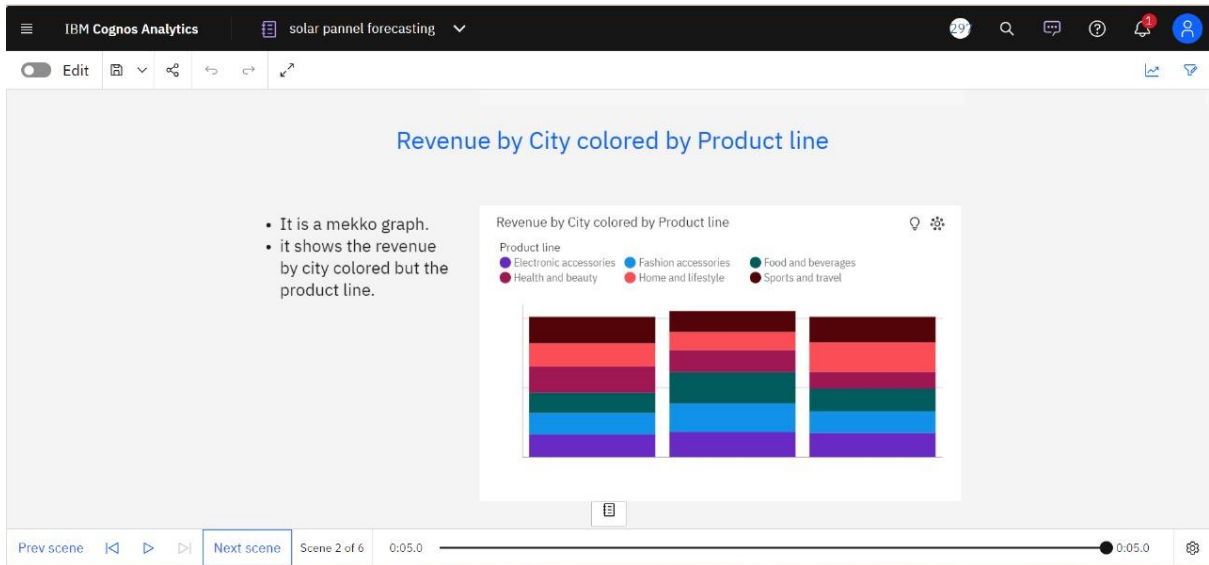 IBM Cognos Analytics
solar pannel forecasting
297
1
Edit
Revenue by City colored by Product line
• It is a mekko graph.
• it shows the revenue
by city colored but the
product line.
Revenue by City colored by Product line
Product line
Electronic accessories Fashion accessories Food and beverages
Health and beauty Home and lifestyle Sports and travel
Prev scene Next scene Scene 2 of 6 0:05.0 0:05.0